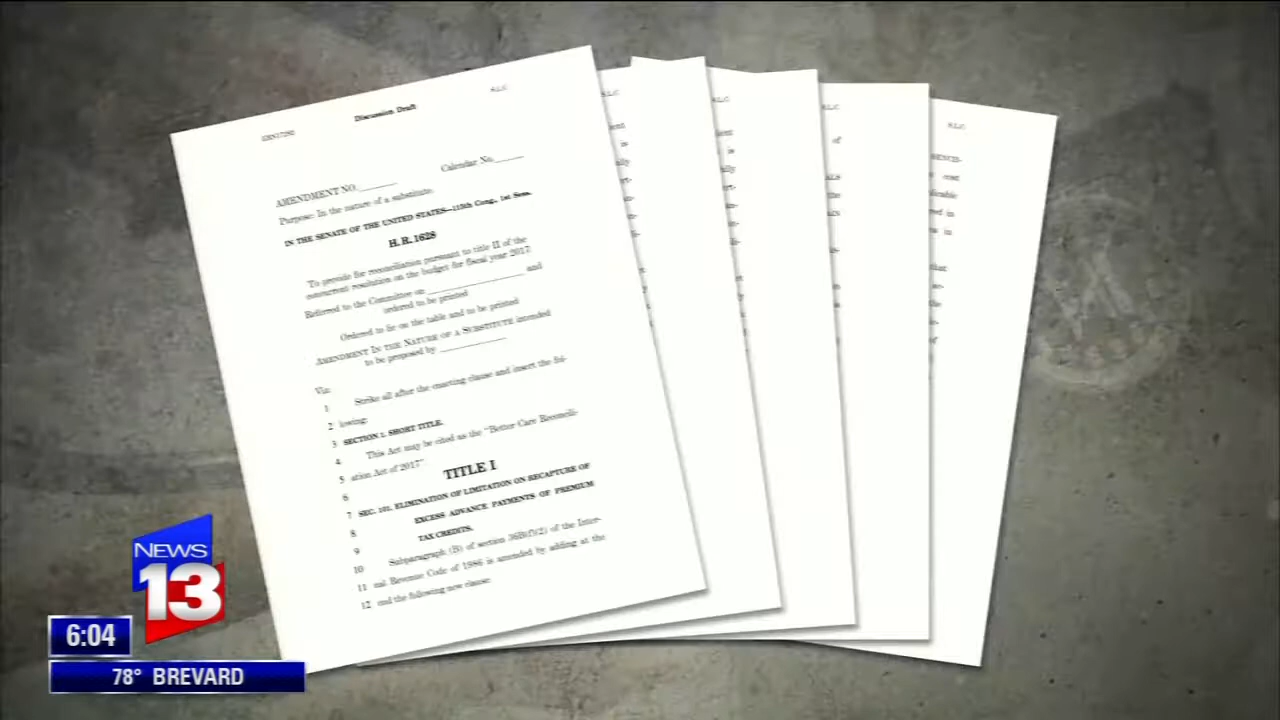 Discussion Draft
S.L.C.
AMENDMENT NO. Calendar No.
Purpose: In the nature of a substitute.
IN THE SENATE OF THE UNITED STATES—115th Cong., 1st Sess.
H. R. 1628
To provide for reconciliation pursuant to title II of the
concurrent resolution on the budget for fiscal year 2017.
Referred to the Committee on and
ordered to be printed
Ordered to lie on the table and to be printed
AMENDMENT IN THE NATURE OF A SUBSTITUTE intended
to be proposed by
Viz:
1 Strike all after the enacting clause and insert the fol-
2 lowing:
3 SECTION 1. SHORT TITLE.
4 This Act may be cited as the "Better Care Reconcili-
5 ation Act of 2017".
6 TITLE I
7 SEC. 101. ELIMINATION OF LIMITATION ON RECAPTURE OF
8 EXCESS ADVANCE PAYMENTS OF PREMIUM
9 TAX CREDITS.
10 Subparagraph (B) of section 36B(f)(2) of the Inter-
11 nal Revenue Code of 1986 is amended by adding at the
12 end the following new clause:
S.L.C.
S.L.C.
S.L.C.
of
S.L.C.
cost
that
NEWS
13
6:04
78° BREVARD